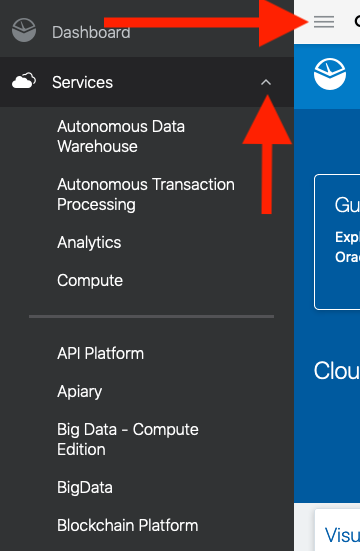 Dashboard
Services
Autonomous Data
Warehouse
Autonomous Transaction
Processing
Analytics
Compute
API Platform
Apiary
Big Data - Compute
Edition
BigData
Blockchain Platform
Gu
Expl
Orac
Clou
Visu